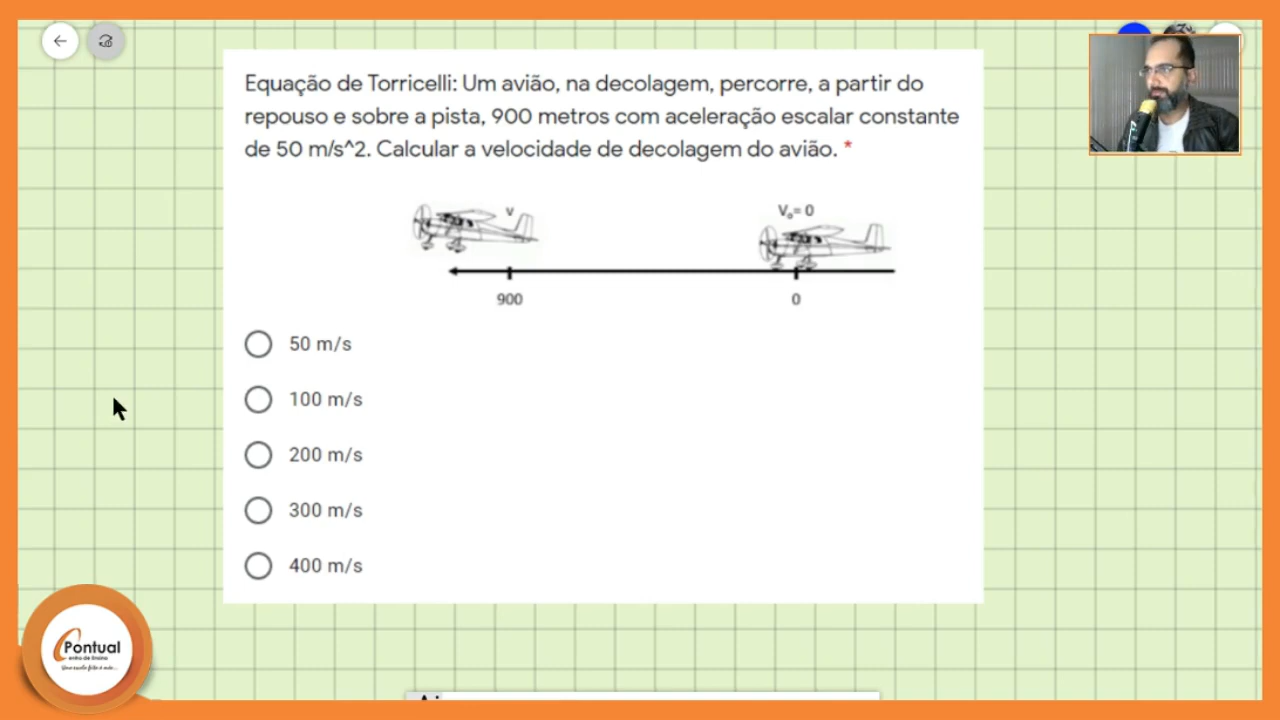 Equação de Torricelli: Um avião, na decolagem, percorre, a partir do
repouso e sobre a pista, 900 metros com aceleração escalar constante
de 50 m/s^2. Calcular a velocidade de decolagem do avião. *
v
V₀= 0
900
0
50 m/s
100 m/s
200 m/s
300 m/s
400 m/s
Pontual